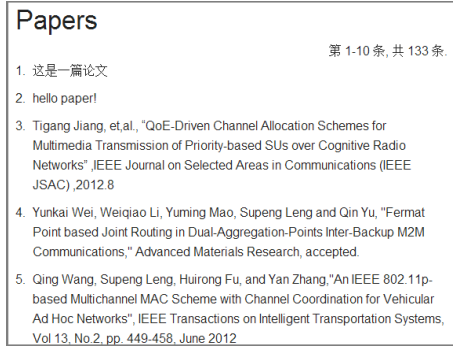 Papers
第 1-10 条, 共 133 条.
1. 这是一篇论文
2. hello paper!
3. Tigang Jiang, et,al., "QoE-Driven Channel Allocation Schemes for
Multimedia Transmission of Priority-based SUs over Cognitive Radio
Networks" ,IEEE Journal on Selected Areas in Communications (IEEE
JSAC) ,2012.8
4. Yunkai Wei, Weiqiao Li, Yuming Mao, Supeng Leng and Qin Yu, "Fermat
Point based Joint Routing in Dual-Aggregation-Points Inter-Backup M2M
Communications," Advanced Materials Research, accepted.
5. Qing Wang, Supeng Leng, Huirong Fu, and Yan Zhang,"An IEEE 802.11p-
based Multichannel MAC Scheme with Channel Coordination for Vehicular
Ad Hoc Networks", IEEE Transactions on Intelligent Transportation Systems,
Vol 13, No.2, pp. 449-458, June 2012